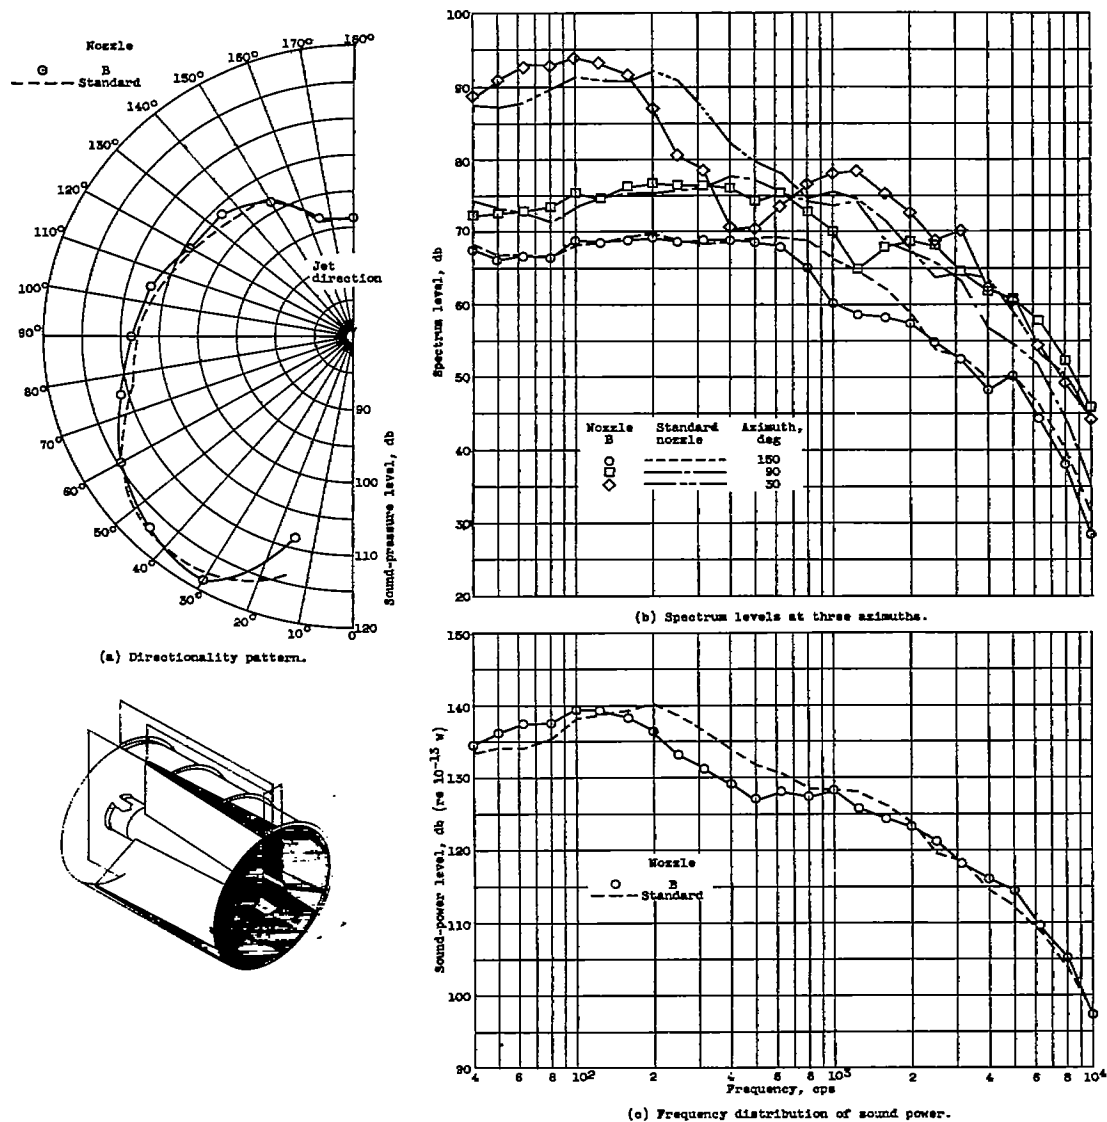 Nozzle
B
Standard
180°
170°
160°
150°
140°
130°
120°
110°
100°
90°
80°
70°
60°
50°
40°
30°
20°
10°
0
Jet
direction
90
100
110
120
Sound-pressure level, db
(a) Directionality pattern.
100
90
80
70
60
50
40
30
20
Spectrum level, db
Nozzle Standard Azimuth,
B nozzle deg
150
90
30
(b) Spectrum levels at three azimuths.
150
140
130
120
110
100
90
Sound-power level, db (re 10⁻¹³ w)
Nozzle
B
Standard
4 6 8 10² 2 4 6 8 10³ 2 4 6 8 10⁴
Frequency, cps
(c) Frequency distribution of sound power.